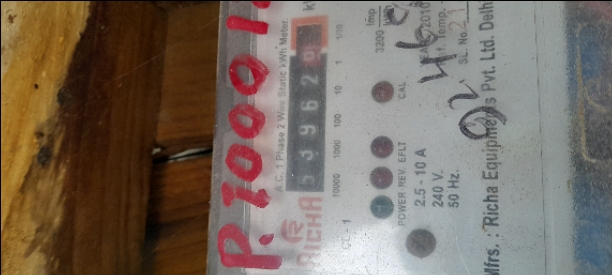 P.1000
A.C. 1 Phase 2 Wire Static kWh Meter
RICHA
CL - 1
5 3 9 6 2
10000 1000 100 10 1 1/10
Imp
3200
POWER REV. EFLT CAL
2.5 - 10 A
240 V.
50 Hz.
2010
SL. No.
Mfrs. : Richa Equipments Pvt. Ltd. Delhi